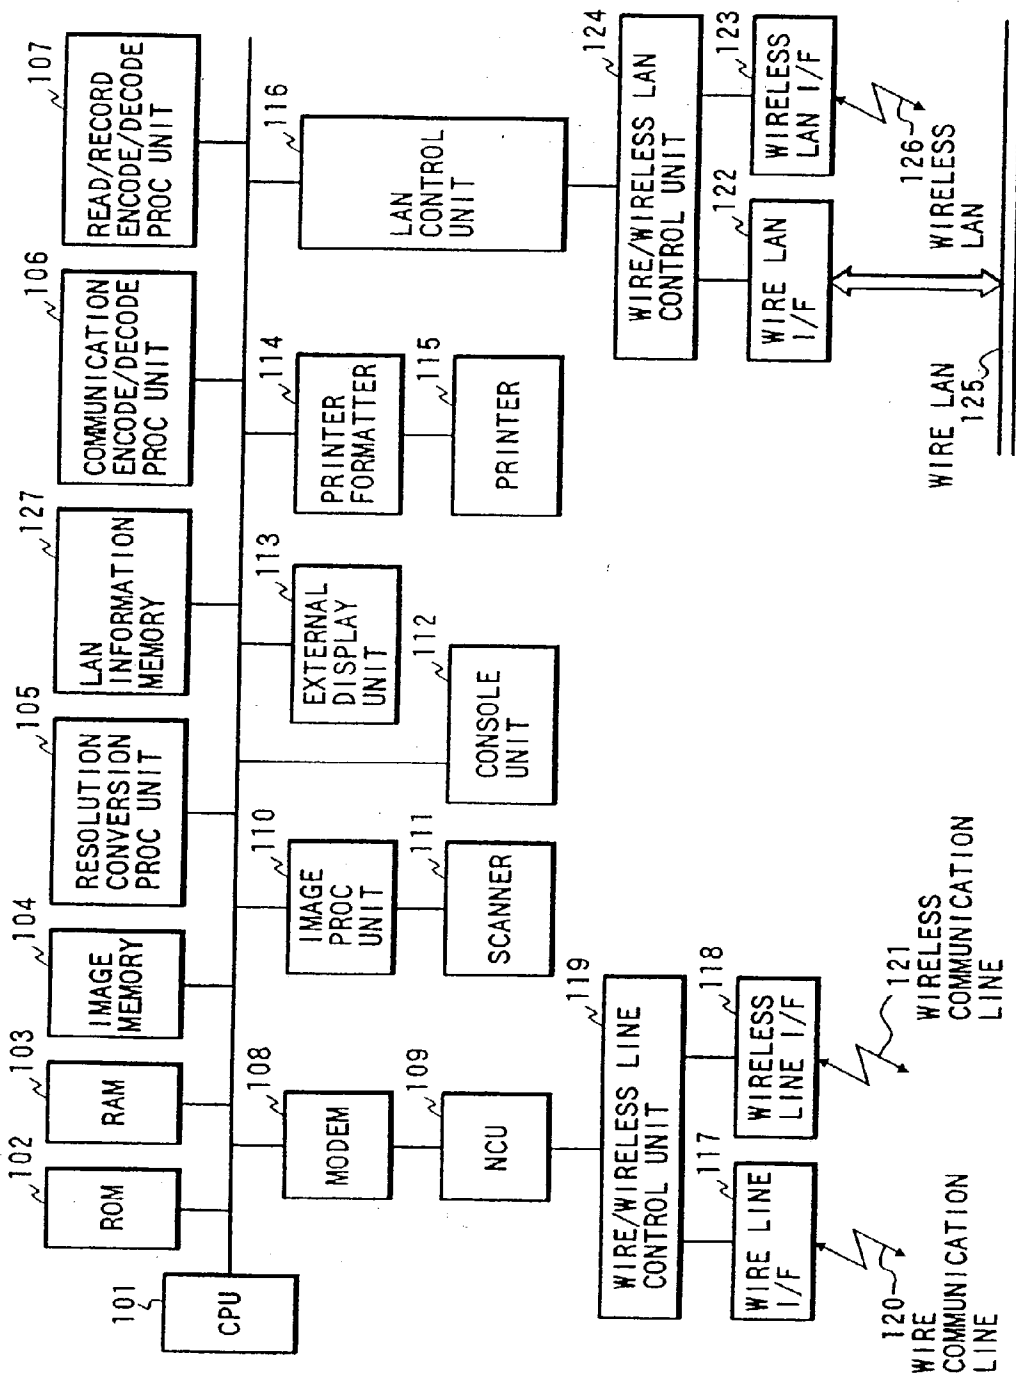 101
CPU
102
ROM
103
RAM
104
IMAGE
MEMORY
105
RESOLUTION
CONVERSION
PROC UNIT
127
LAN
INFORMATION
MEMORY
106
COMMUNICATION
ENCODE/DECODE
PROC UNIT
107
READ/RECORD
ENCODE/DECODE
PROC UNIT
108
MODEM
109
NCU
110
IMAGE
PROC
UNIT
111
SCANNER
112
CONSOLE
UNIT
113
EXTERNAL
DISPLAY
UNIT
114
PRINTER
FORMATTER
115
PRINTER
116
LAN
CONTROL
UNIT
119
WIRE/WIRELESS LINE
CONTROL UNIT
117
WIRE LINE
I/F
118
WIRELESS
LINE I/F
120
WIRE
COMMUNICATION
LINE
121
WIRELESS
COMMUNICATION
LINE
124
WIRE/WIRELESS LAN
CONTROL UNIT
122
WIRE LAN
I/F
123
WIRELESS
LAN I/F
WIRE LAN
125
126
WIRELESS
LAN